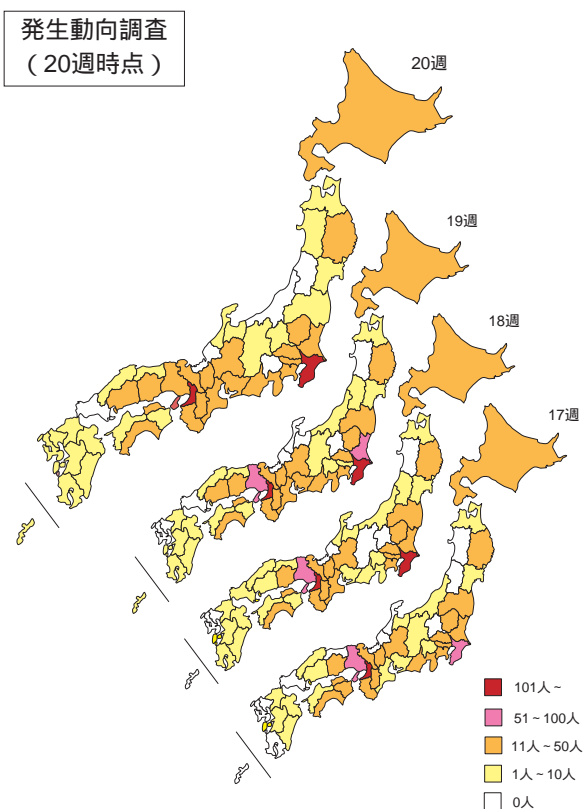 発生動向調査
（20週時点）
20週
19週
18週
17週
101人～
51～100人
11人～50人
1人～10人
0人